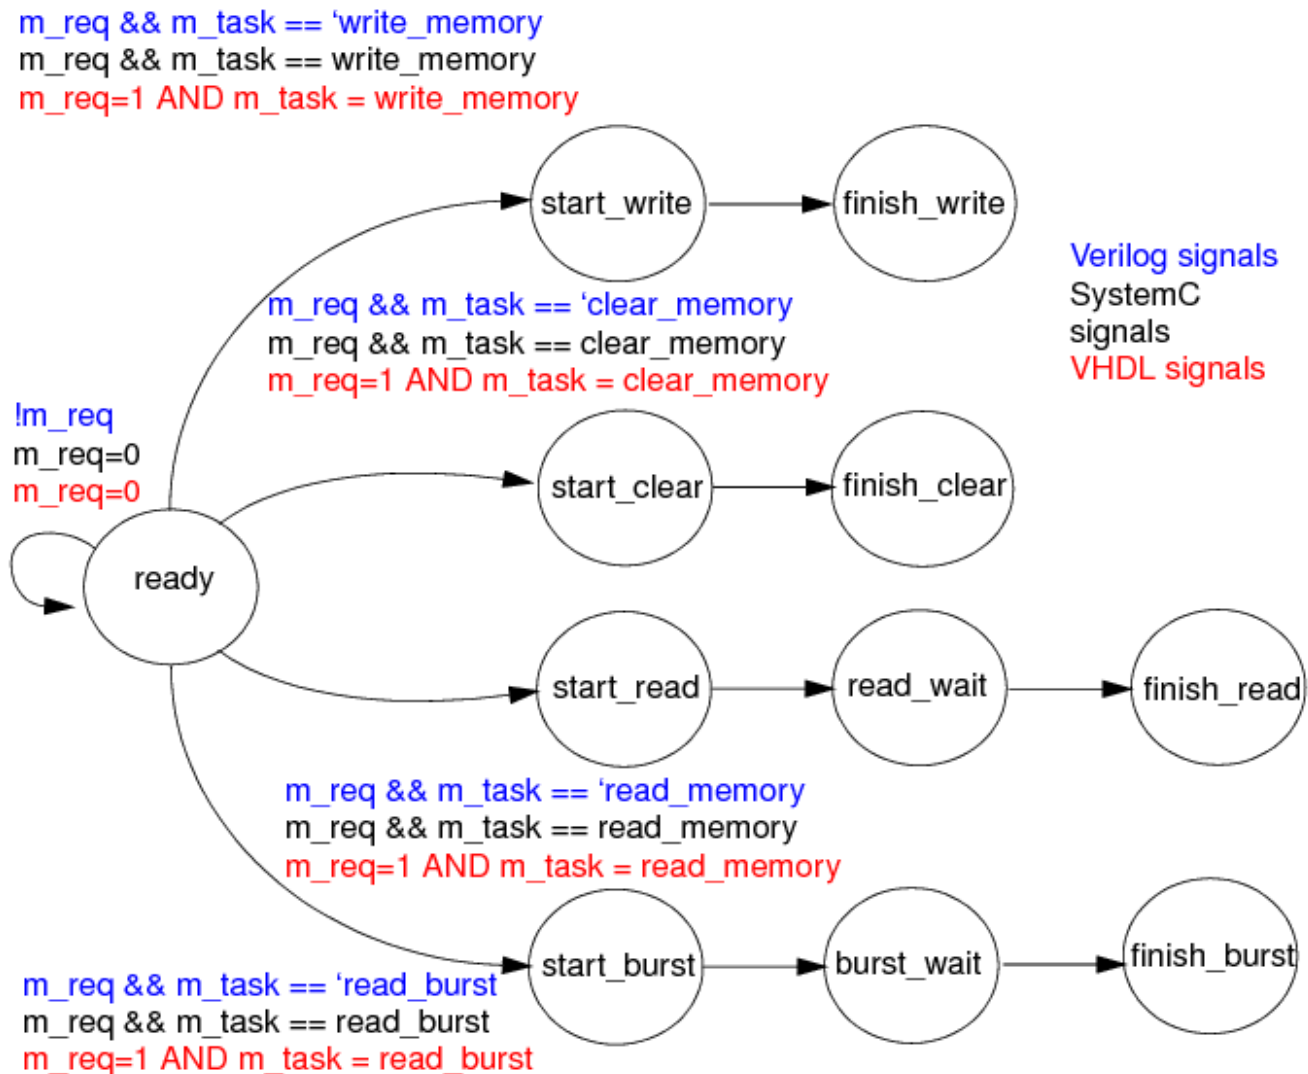 m_req && m_task == ‘write_memory
m_req && m_task == write_memory
m_req=1 AND m_task = write_memory
start_write
finish_write
Verilog signals
SystemC
signals
VHDL signals
m_req && m_task == ‘clear_memory
m_req && m_task == clear_memory
m_req=1 AND m_task = clear_memory
!m_req
m_req=0
m_req=0
start_clear
finish_clear
ready
start_read
read_wait
finish_read
m_req && m_task == ‘read_memory
m_req && m_task == read_memory
m_req=1 AND m_task = read_memory
start_burst
burst_wait
finish_burst
m_req && m_task == ‘read_burst
m_req && m_task == read_burst
m_req=1 AND m_task = read_burst